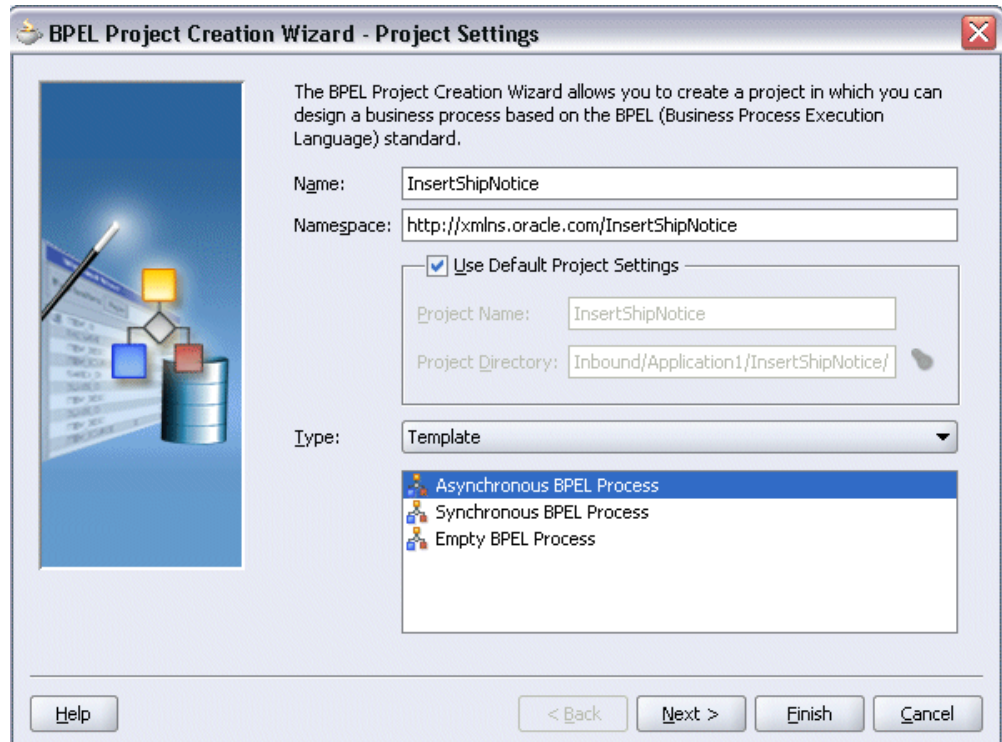 BPEL Project Creation Wizard - Project Settings
The BPEL Project Creation Wizard allows you to create a project in which you can
design a business process based on the BPEL (Business Process Execution
Language) standard.
Name: InsertShipNotice
Namespace: http://xmlns.oracle.com/InsertShipNotice
Use Default Project Settings
Project Name: InsertShipNotice
Project Directory: Inbound/Application1/InsertShipNotice/
Type: Template
Asynchronous BPEL Process
Synchronous BPEL Process
Empty BPEL Process
Help < Back Next > Finish Cancel